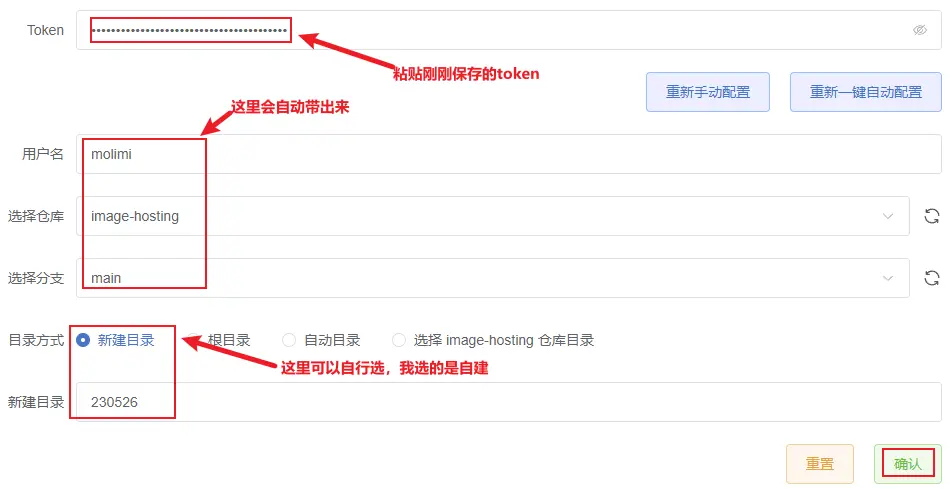 Token
粘贴刚刚保存的token
重新手动配置 重新一键自动配置
这里会自动带出来
用户名 molimi
选择仓库 image-hosting
选择分支 main
目录方式 新建目录 根目录 自动目录 选择 image-hosting 仓库目录
这里可以自行选，我选的是自建
新建目录 230526
重置 确认